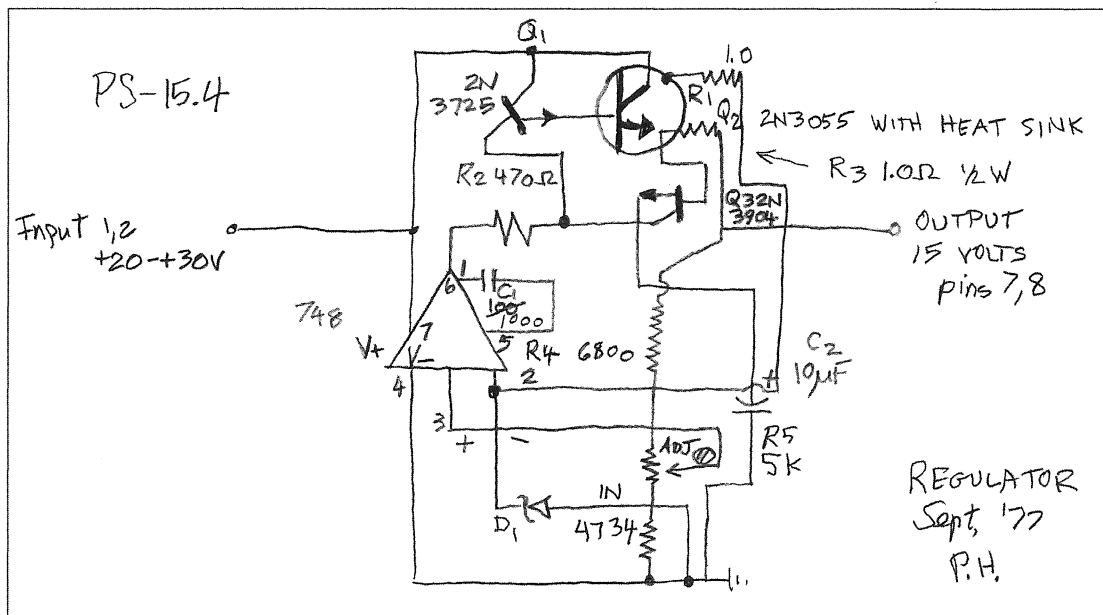 PS-15.4
Q1
2N
3725
1.0
R1
Q2
2N3055 WITH HEAT SINK
R3 1.0Ω ½W
R2 470Ω
Q3 2N
3904
Input 1,2
+20-+30V
OUTPUT
15 VOLTS
pins 7,8
748
V+
V-
6
1
7
5
4
2
3
+
-
C1
100
1000
R4 6800
C2
10µF
+
ADJ
R5
5K
D1
1N
4734
REGULATOR
Sept, '77
P.H.